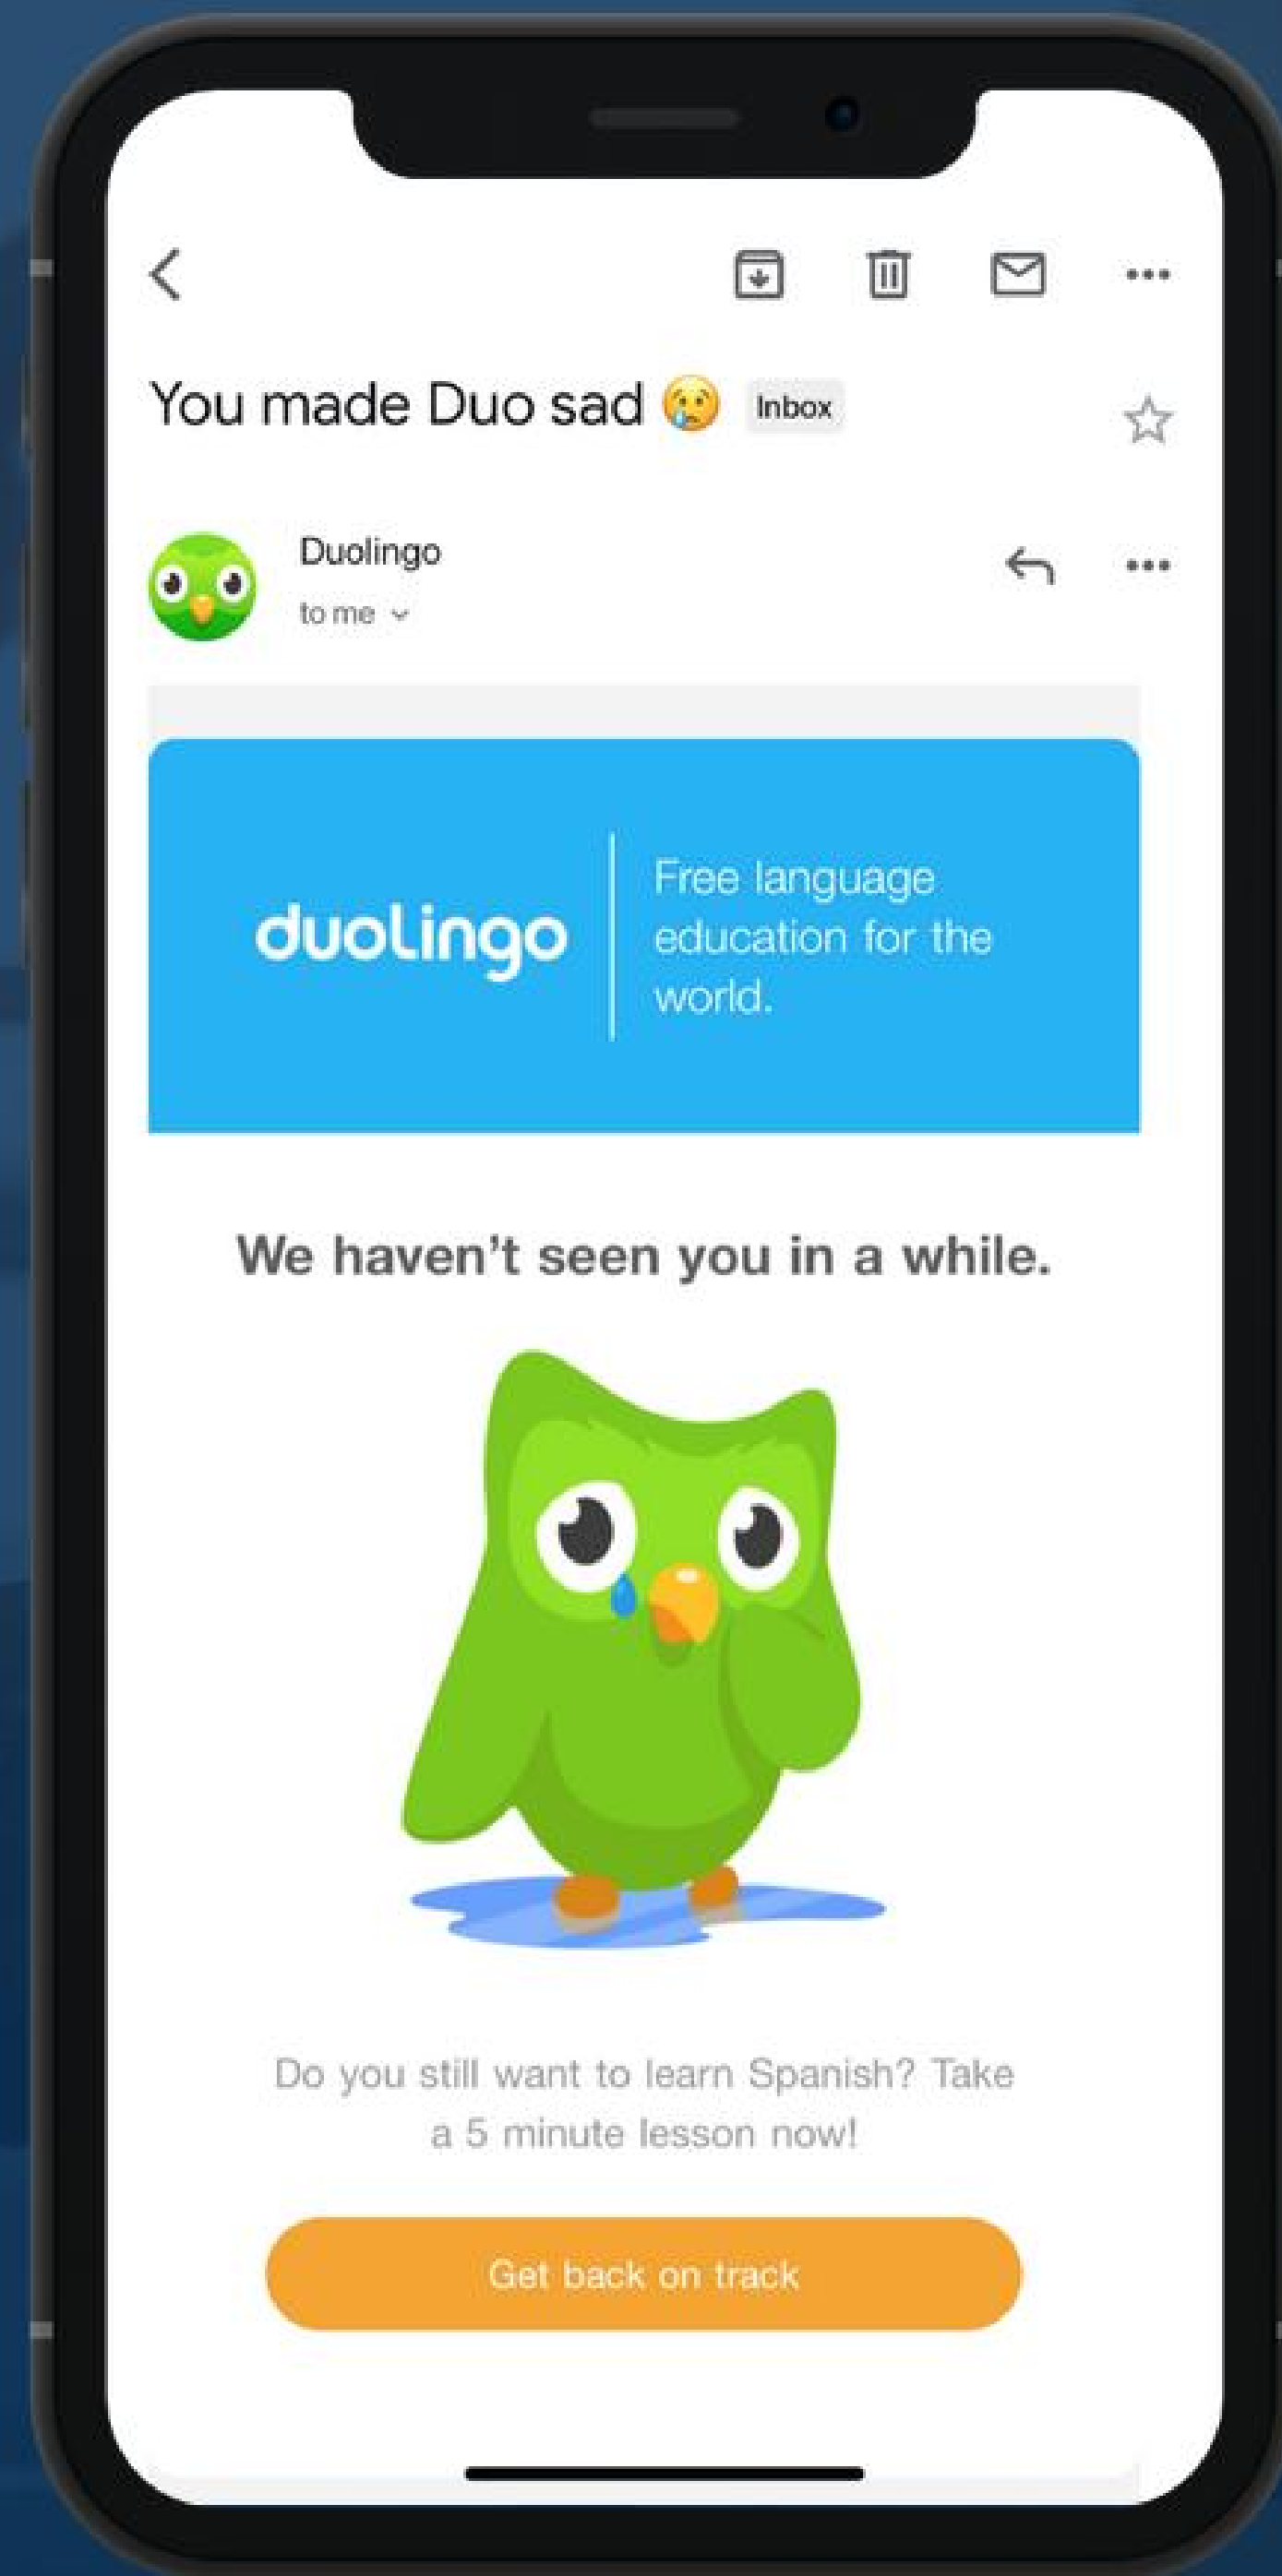 You made Duo sad 😢 Inbox
Duolingo
to me
duolingo
Free language
education for the
world.
We haven’t seen you in a while.
Do you still want to learn Spanish? Take
a 5 minute lesson now!
Get back on track